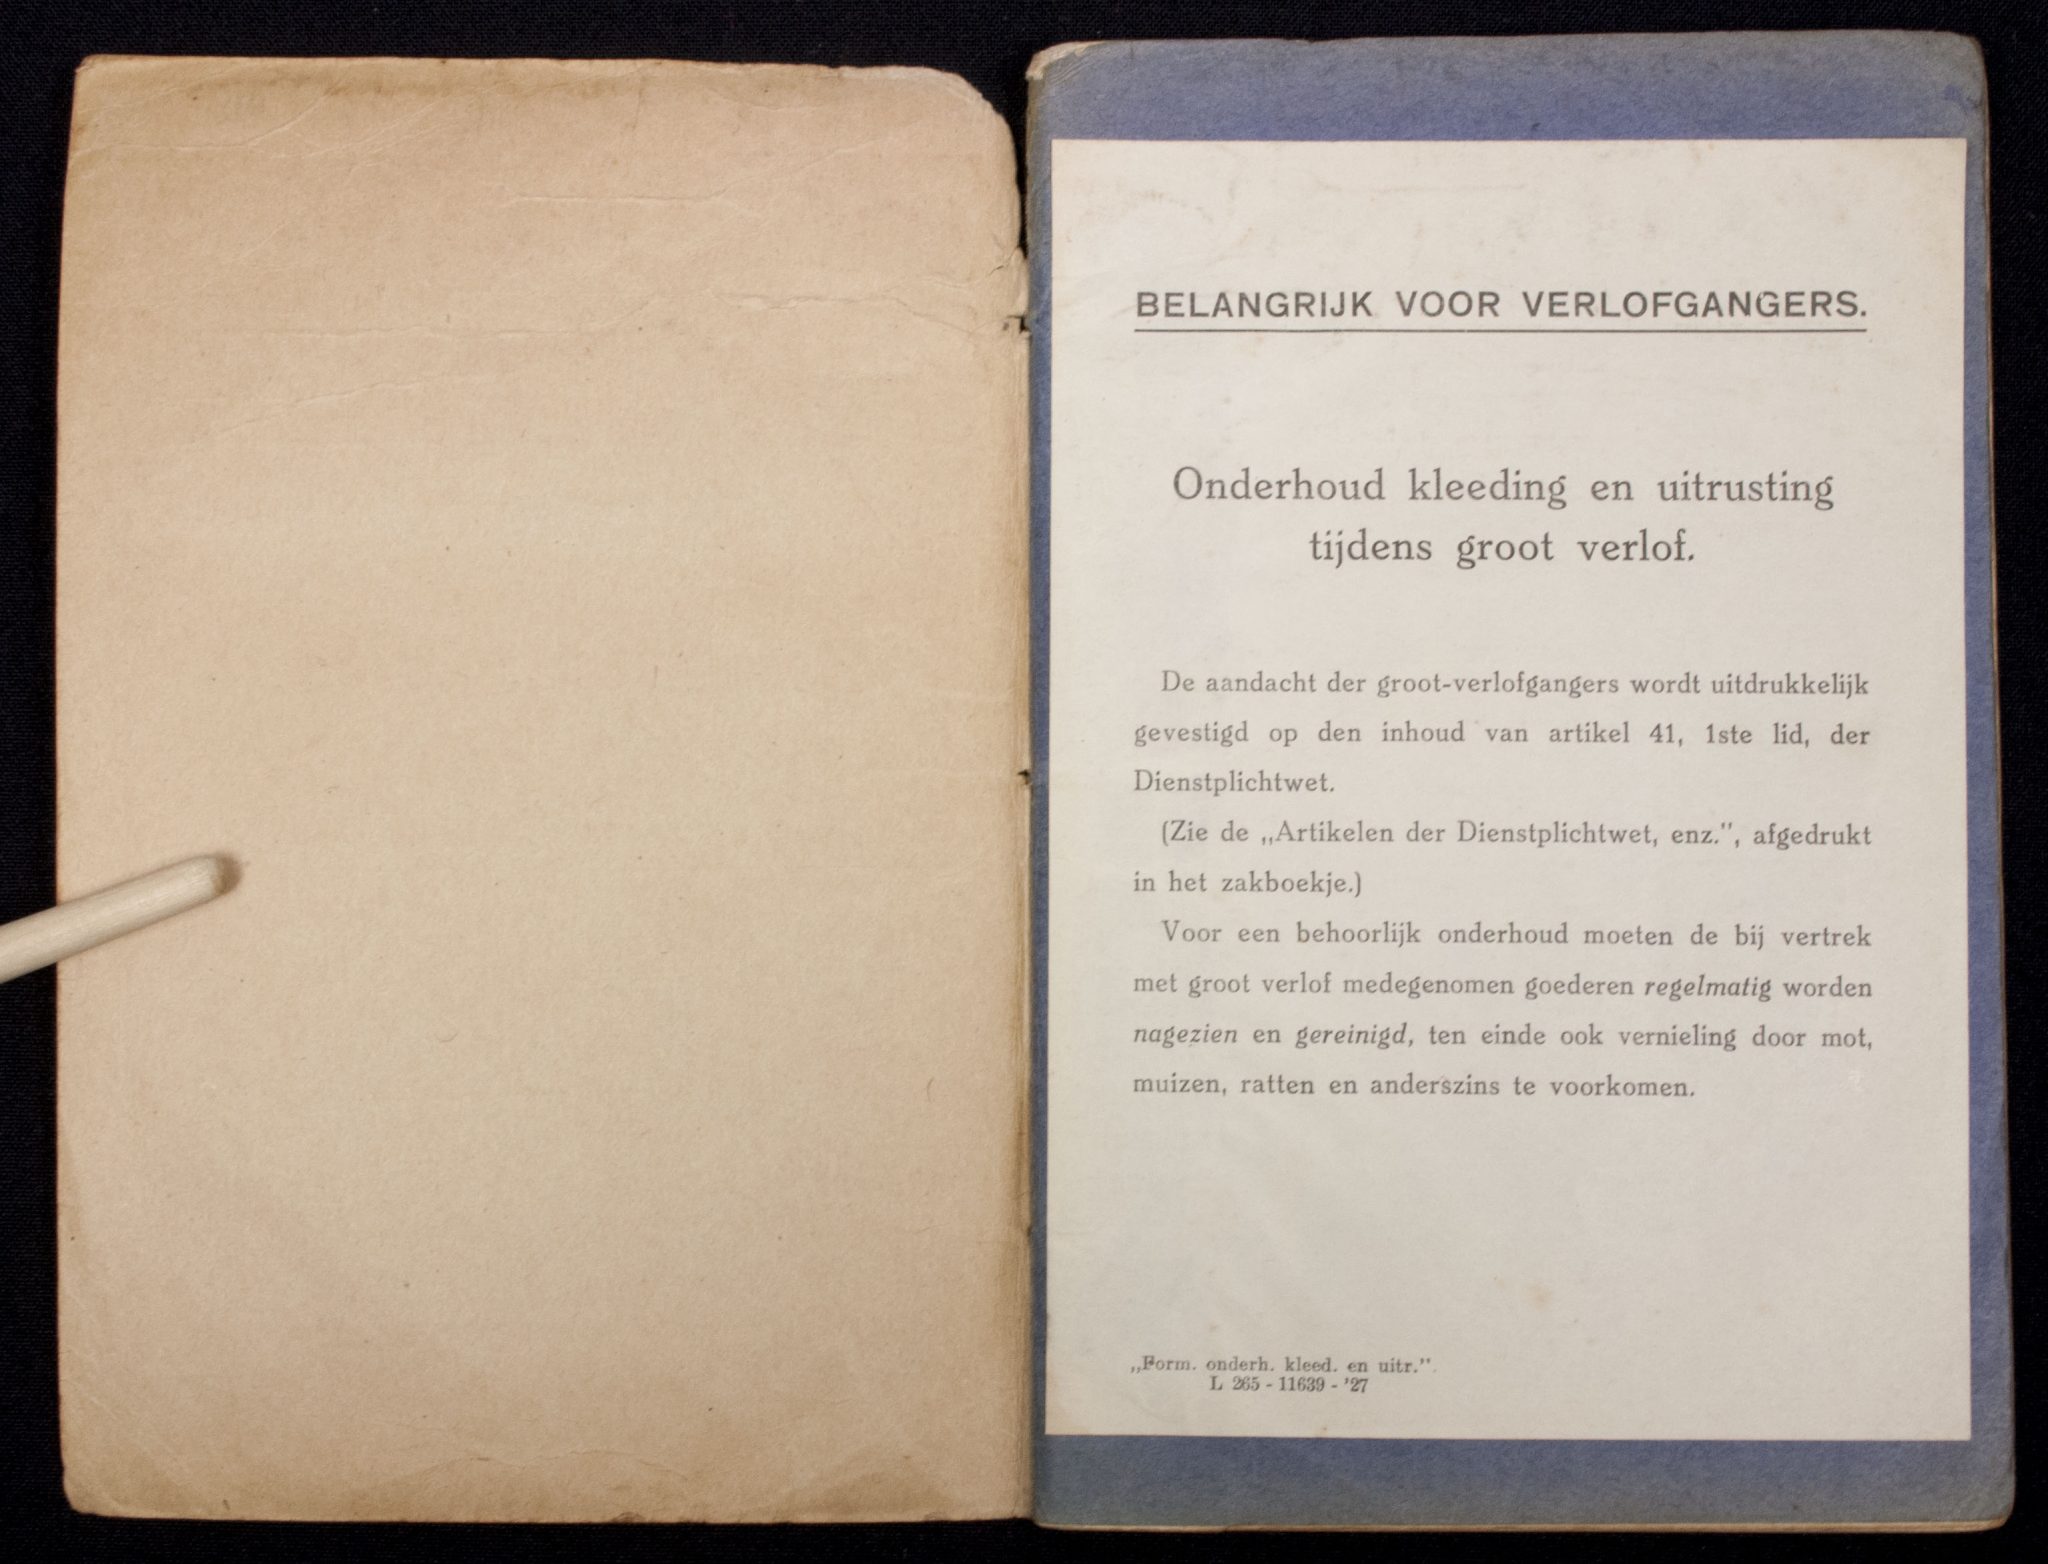 BELANGRIJK VOOR VERLOFGANGERS.
Onderhoud kleeding en uitrusting
tijdens groot verlof.
De aandacht der groot-verlofgangers wordt uitdrukkelijk
gevestigd op den inhoud van artikel 41, 1ste lid, der
Dienstplichtwet.
(Zie de „Artikelen der Dienstplichtwet, enz.", afgedrukt
in het zakboekje.)
Voor een behoorlijk onderhoud moeten de bij vertrek
met groot verlof medegenomen goederen regelmatig worden
nagezien en gereinigd, ten einde ook vernieling door mot,
muizen, ratten en anderszins te voorkomen.
„Form. onderh. kleed. en uitr.".
L 265 - 11639 - '27